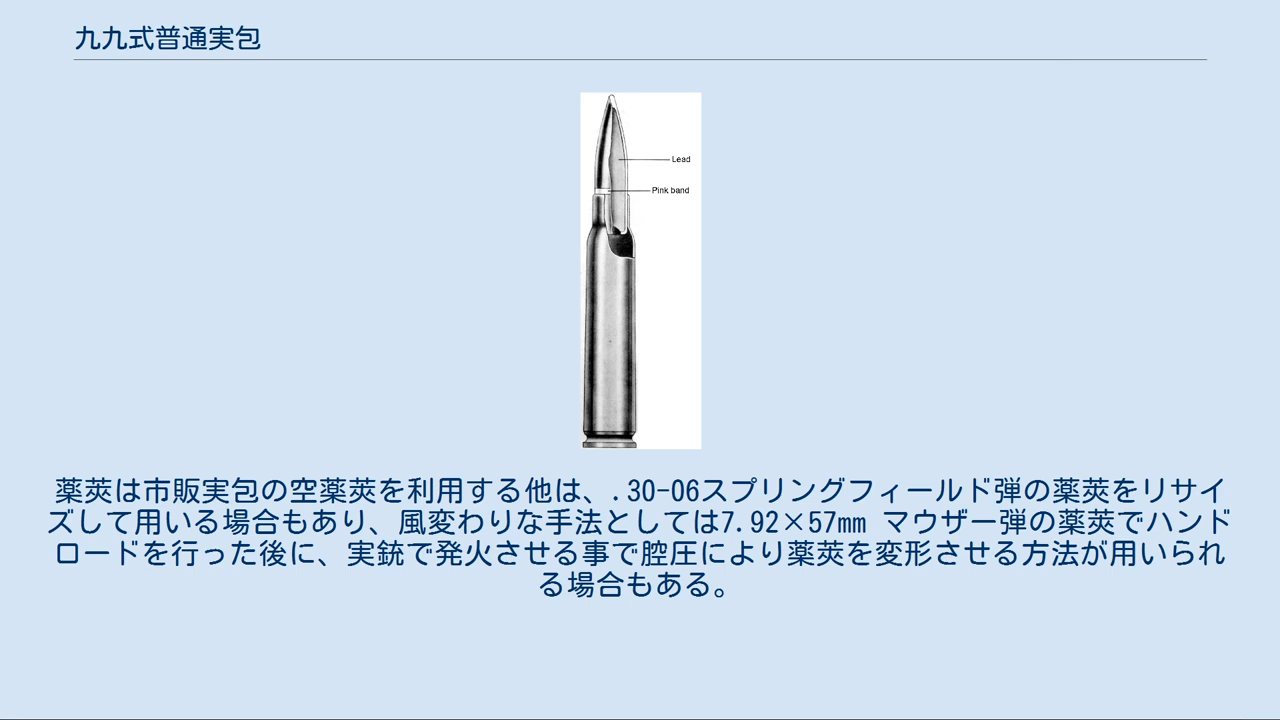 九九式普通実包
Lead
Pink band
薬莢は市販実包の空薬莢を利用する他は、.30-06スプリングフィールド弾の薬莢をリサイ
ズして用いる場合もあり、風変わりな手法としては7.92×57mm マウザー弾の薬莢でハンド
ロードを行った後に、実銃で発火させる事で腔圧により薬莢を変形させる方法が用いられ
る場合もある。